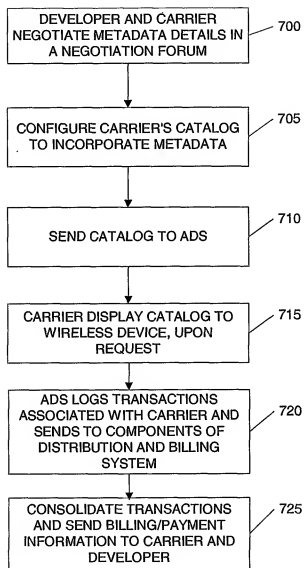 DEVELOPER AND CARRIER
NEGOTIATE METADATA DETAILS IN
A NEGOTIATION FORUM
700
CONFIGURE CARRIER'S CATALOG
TO INCORPORATE METADATA
705
SEND CATALOG TO ADS
710
CARRIER DISPLAY CATALOG TO
WIRELESS DEVICE, UPON
REQUEST
715
ADS LOGS TRANSACTIONS
ASSOCIATED WITH CARRIER AND
SENDS TO COMPONENTS OF
DISTRIBUTION AND BILLING
SYSTEM
720
CONSOLIDATE TRANSACTIONS
AND SEND BILLING/PAYMENT
INFORMATION TO CARRIER AND
DEVELOPER
725